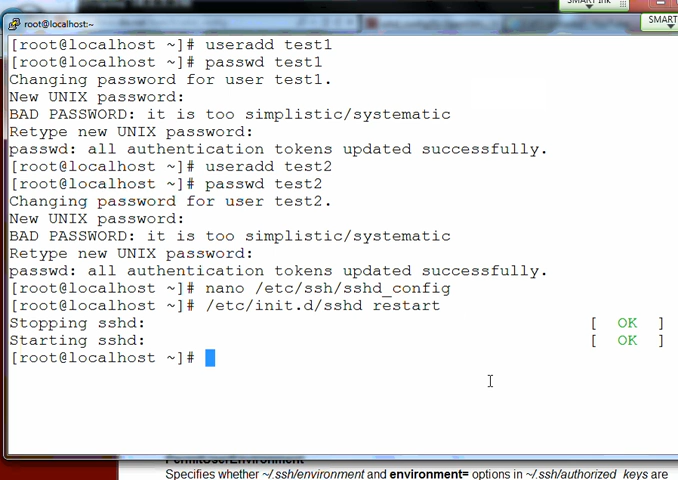 SMART Ink
root@localhost:~
SMART
[root@localhost ~]# useradd test1
[root@localhost ~]# passwd test1
Changing password for user test1.
New UNIX password:
BAD PASSWORD: it is too simplistic/systematic
Retype new UNIX password:
passwd: all authentication tokens updated successfully.
[root@localhost ~]# useradd test2
[root@localhost ~]# passwd test2
Changing password for user test2.
New UNIX password:
BAD PASSWORD: it is too simplistic/systematic
Retype new UNIX password:
passwd: all authentication tokens updated successfully.
[root@localhost ~]# nano /etc/ssh/sshd_config
[root@localhost ~]# /etc/init.d/sshd restart
Stopping sshd: [ OK ]
Starting sshd: [ OK ]
[root@localhost ~]#
PermitUserEnvironment
Specifies whether ~/.ssh/environment and environment= options in ~/.ssh/authorized_keys are